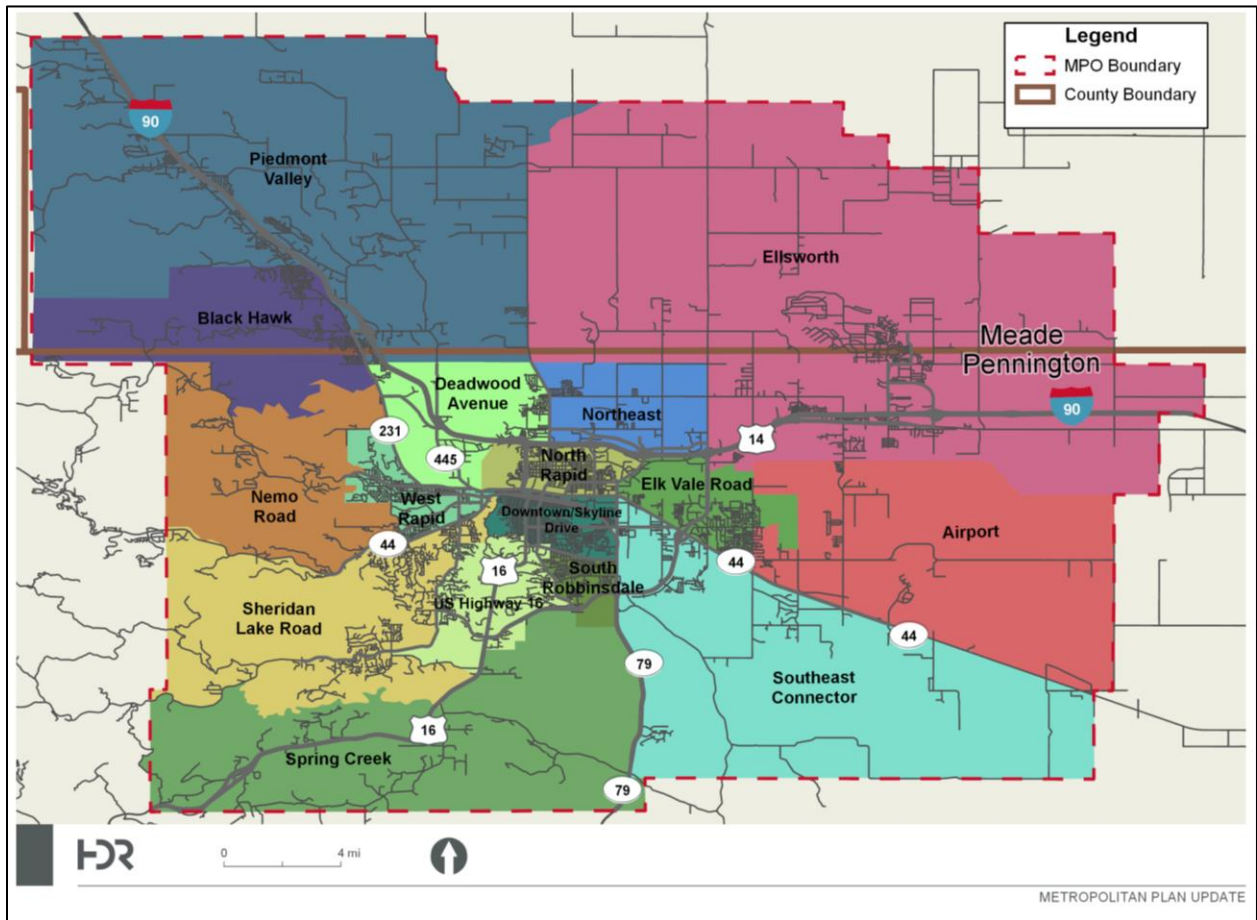 Legend
MPO Boundary
County Boundary
90
Piedmont
Valley
Ellsworth
Black Hawk
Meade
Pennington
Deadwood
Avenue
Northeast
90
231
14
445
North
Rapid
Elk Vale Road
Nemo
Road
West
Rapid
Downtown/Skyline
Drive
Airport
44
44
16
South
Robbinsdale
US Highway 16
Sheridan
Lake Road
44
79
Southeast
Connector
16
Spring Creek
79
HDR
0 4 mi
METROPOLITAN PLAN UPDATE